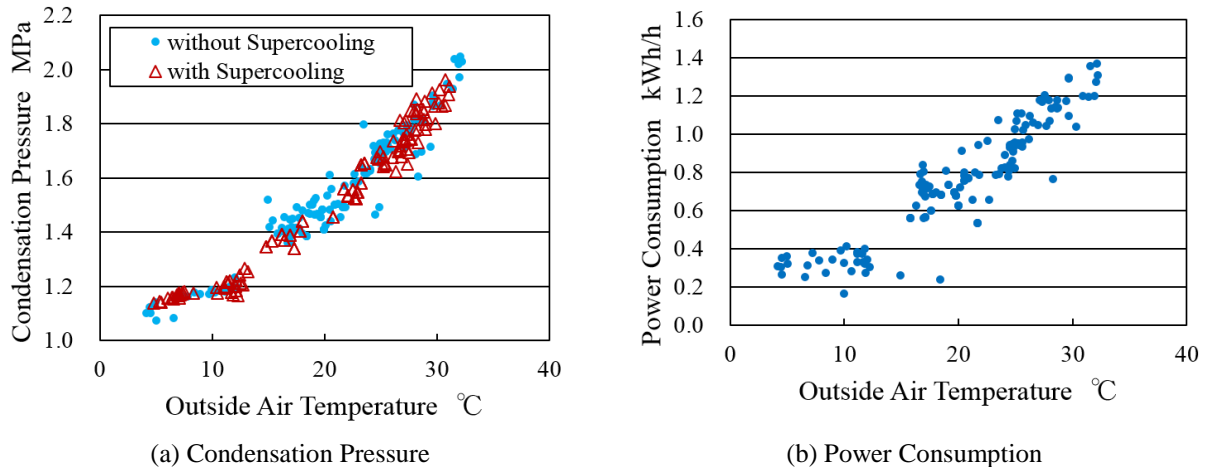 2.2
2.0
1.8
1.6
1.4
1.2
1.0
Condensation Pressure MPa
without Supercooling
with Supercooling
0 10 20 30 40
Outside Air Temperature ℃
(a) Condensation Pressure
1.6
1.4
1.2
1.0
0.8
0.6
0.4
0.2
0.0
Power Consumption kWh/h
0 10 20 30 40
Outside Air Temperature ℃
(b) Power Consumption